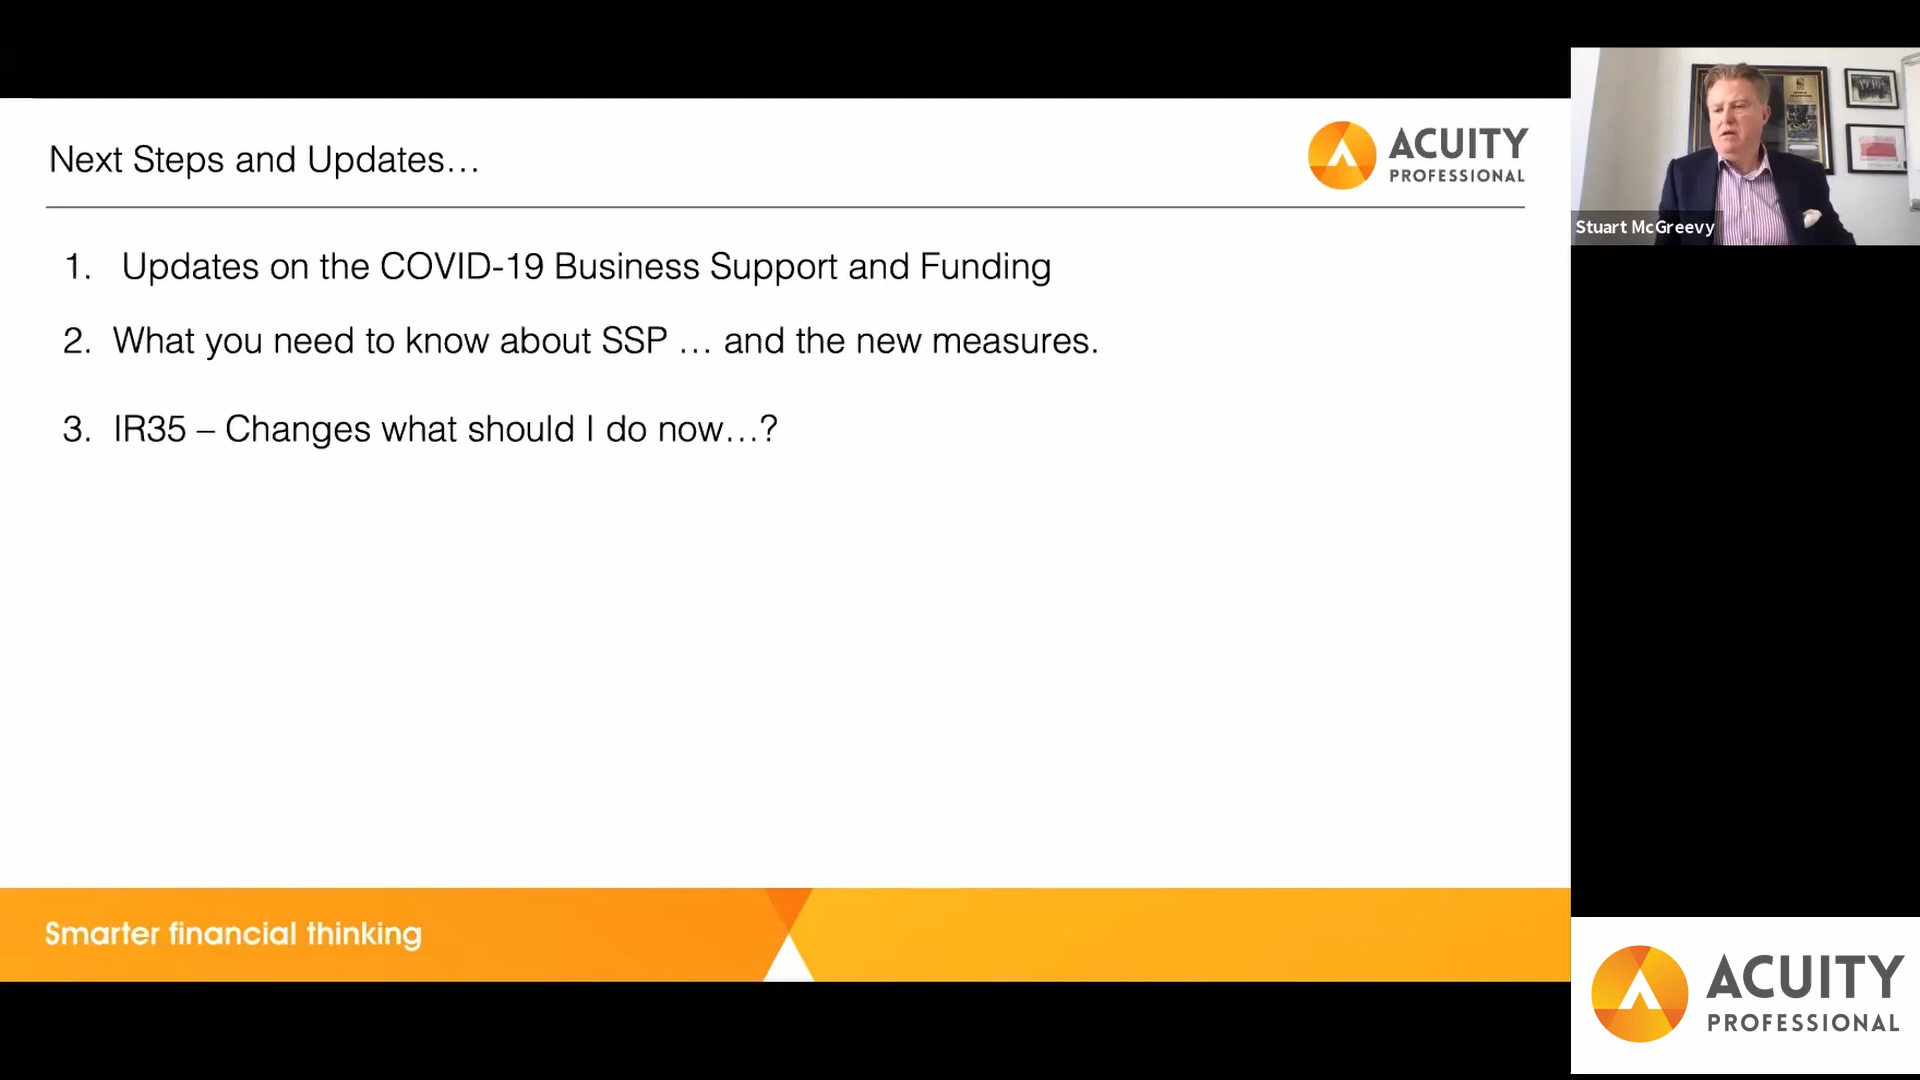 Next Steps and Updates…
ACUITY
PROFESSIONAL
1. Updates on the COVID-19 Business Support and Funding
2. What you need to know about SSP … and the new measures.
3. IR35 – Changes what should I do now…?
Smarter financial thinking
Stuart McGreevy
ACUITY
PROFESSIONAL